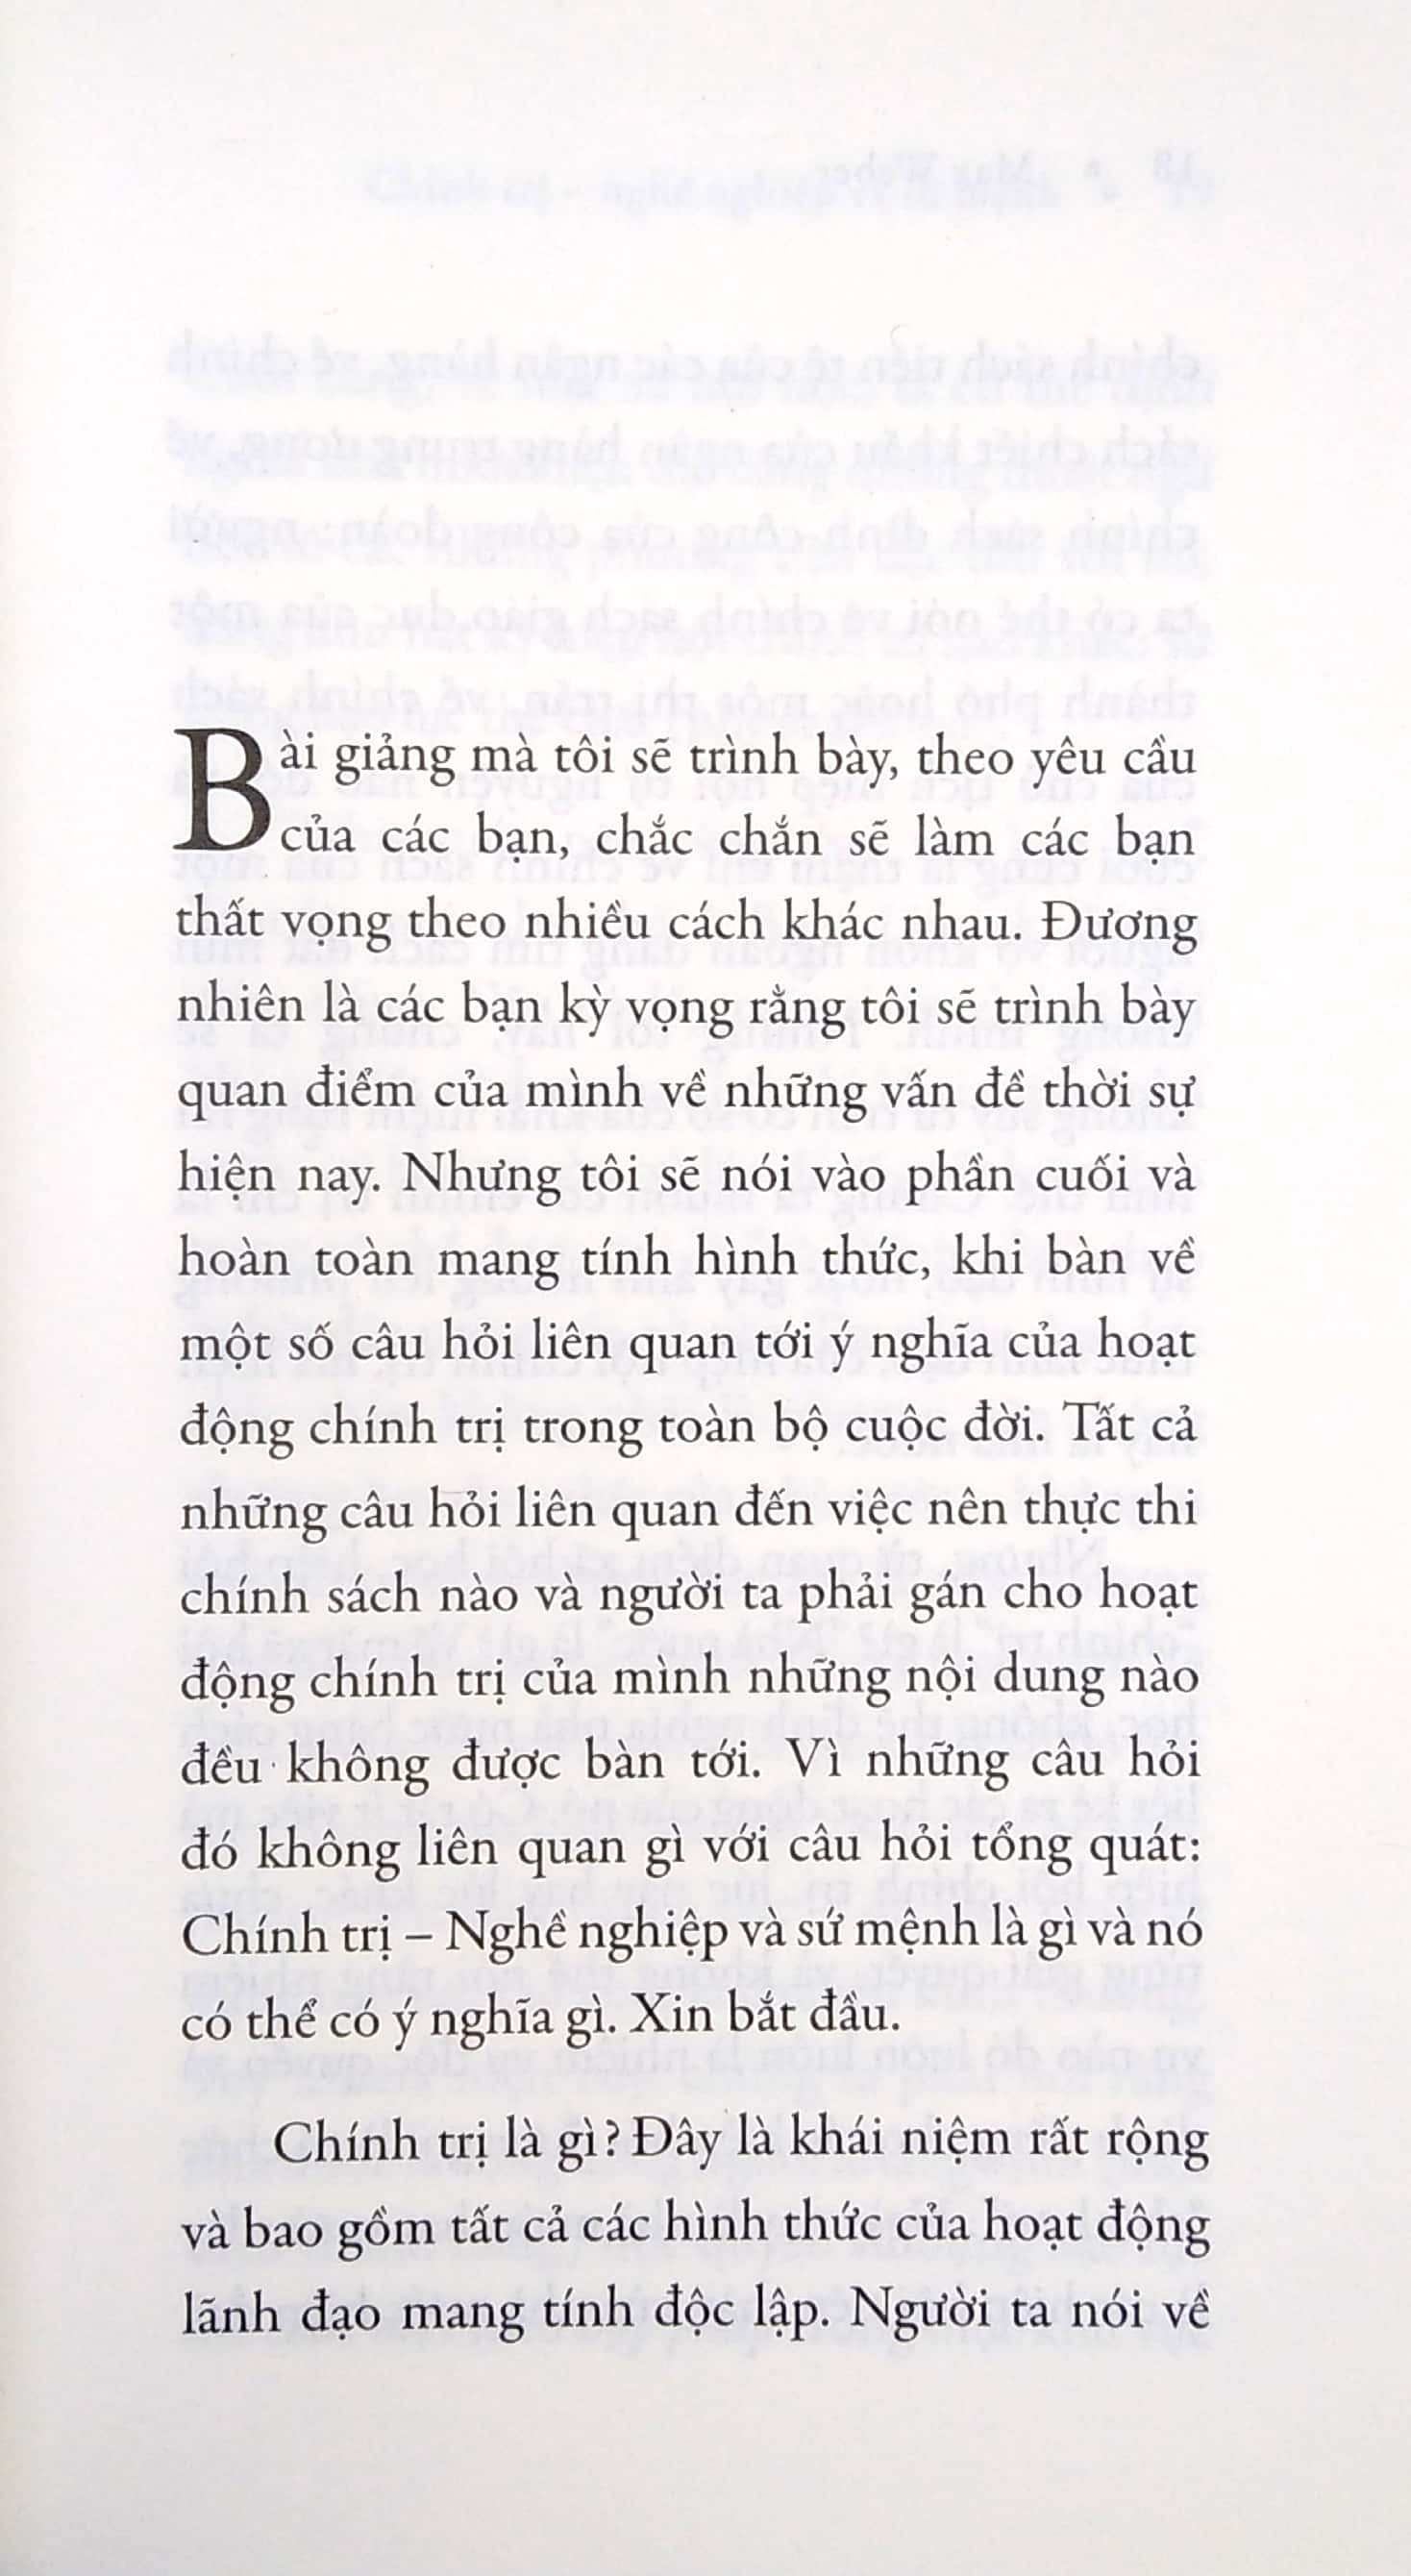 Bài giảng mà tôi sẽ trình bày, theo yêu cầu
của các bạn, chắc chắn sẽ làm các bạn
thất vọng theo nhiều cách khác nhau. Đương
nhiên là các bạn kỳ vọng rằng tôi sẽ trình bày
quan điểm của mình về những vấn đề thời sự
hiện nay. Nhưng tôi sẽ nói vào phần cuối và
hoàn toàn mang tính hình thức, khi bàn về
một số câu hỏi liên quan tới ý nghĩa của hoạt
động chính trị trong toàn bộ cuộc đời. Tất cả
những câu hỏi liên quan đến việc nên thực thi
chính sách nào và người ta phải gán cho hoạt
động chính trị của mình những nội dung nào
đều không được bàn tới. Vì những câu hỏi
đó không liên quan gì với câu hỏi tổng quát:
Chính trị – Nghề nghiệp và sứ mệnh là gì và nó
có thể có ý nghĩa gì. Xin bắt đầu.
Chính trị là gì? Đây là khái niệm rất rộng
và bao gồm tất cả các hình thức của hoạt động
lãnh đạo mang tính độc lập. Người ta nói về